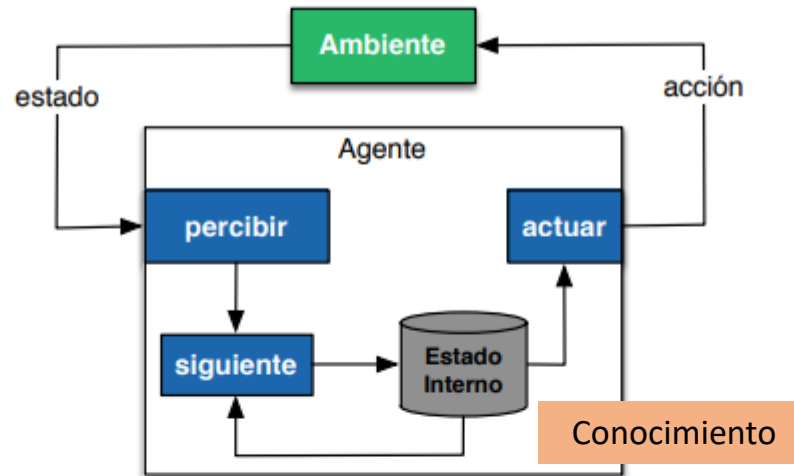 Ambiente
estado
acción
Agente
percibir
actuar
siguiente
Estado
Interno
Conocimiento